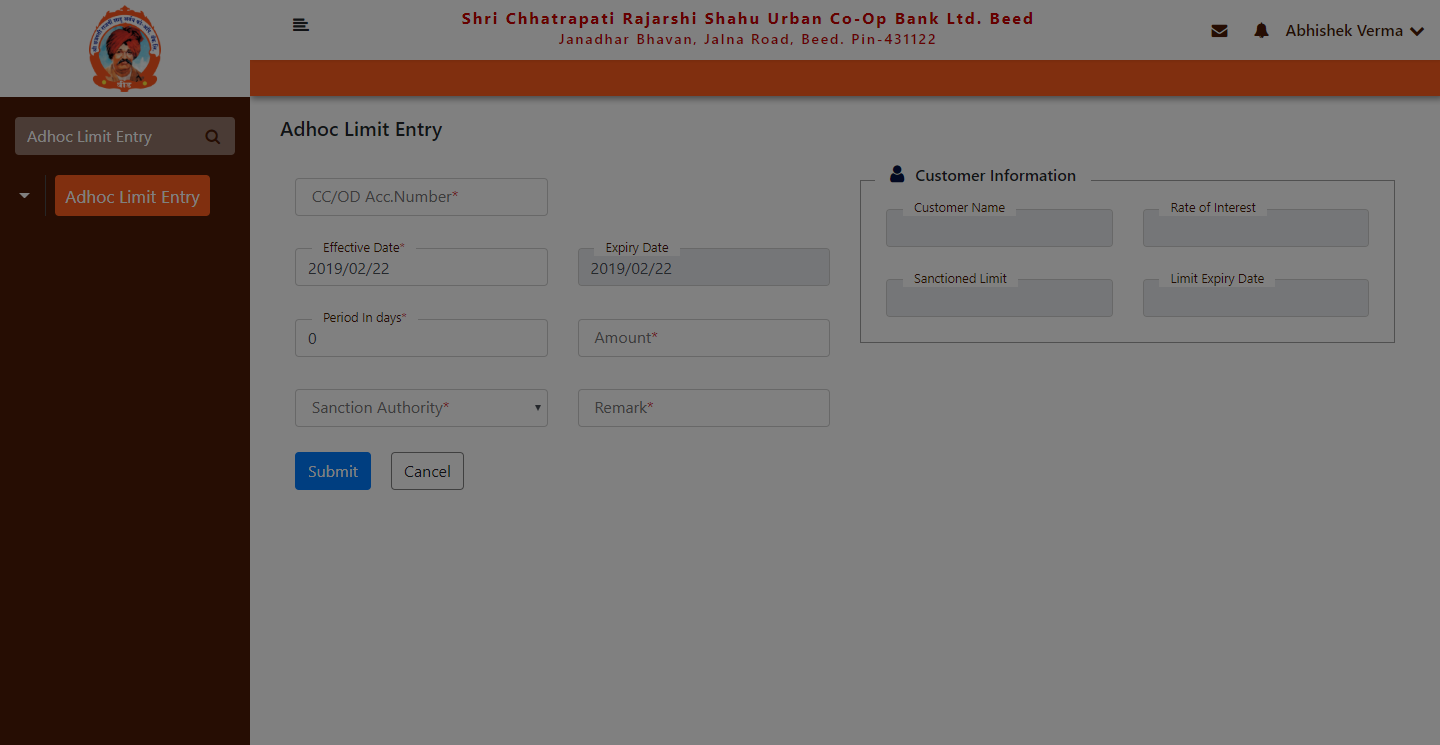 Shri Chhatrapati Rajarshi Shahu Urban Co-Op Bank Ltd. Beed
Janadhar Bhavan, Jalna Road, Beed. Pin-431122
Abhishek Verma
Adhoc Limit Entry
Adhoc Limit Entry
Adhoc Limit Entry
CC/OD Acc.Number*
Effective Date*
2019/02/22
Expiry Date
2019/02/22
Period In days*
0
Amount*
Sanction Authority*
Remark*
Submit
Cancel
Customer Information
Customer Name
Rate of Interest
Sanctioned Limit
Limit Expiry Date